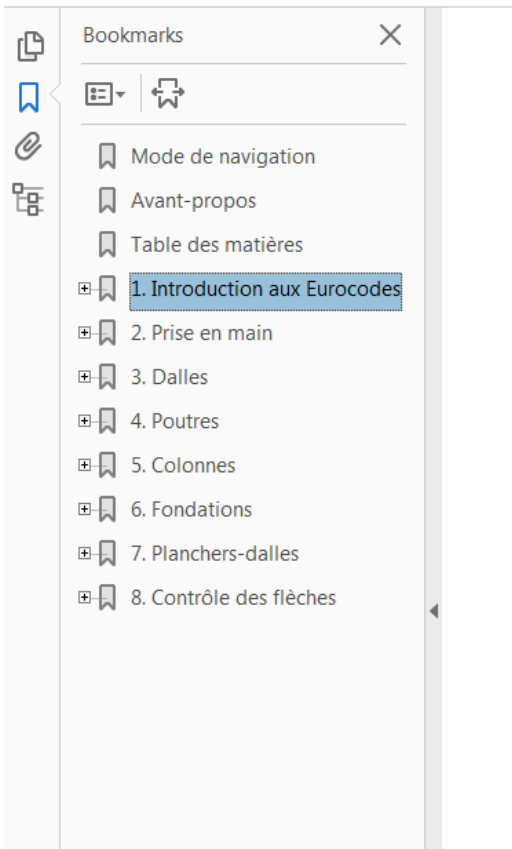 Bookmarks
Mode de navigation
Avant-propos
Table des matières
1. Introduction aux Eurocodes
2. Prise en main
3. Dalles
4. Poutres
5. Colonnes
6. Fondations
7. Planchers-dalles
8. Contrôle des flèches